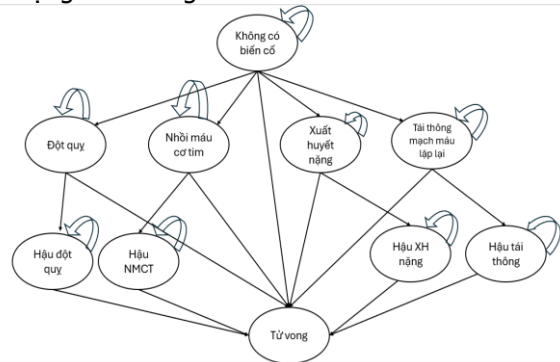 Không có
biến cố
Đột quỵ
Nhồi máu
cơ tim
Xuất
huyết
nặng
Tái thông
mạch máu
lặp lại
Hậu đột
quỵ
Hậu
NMCT
Hậu XH
nặng
Hậu tái
thông
Tử vong